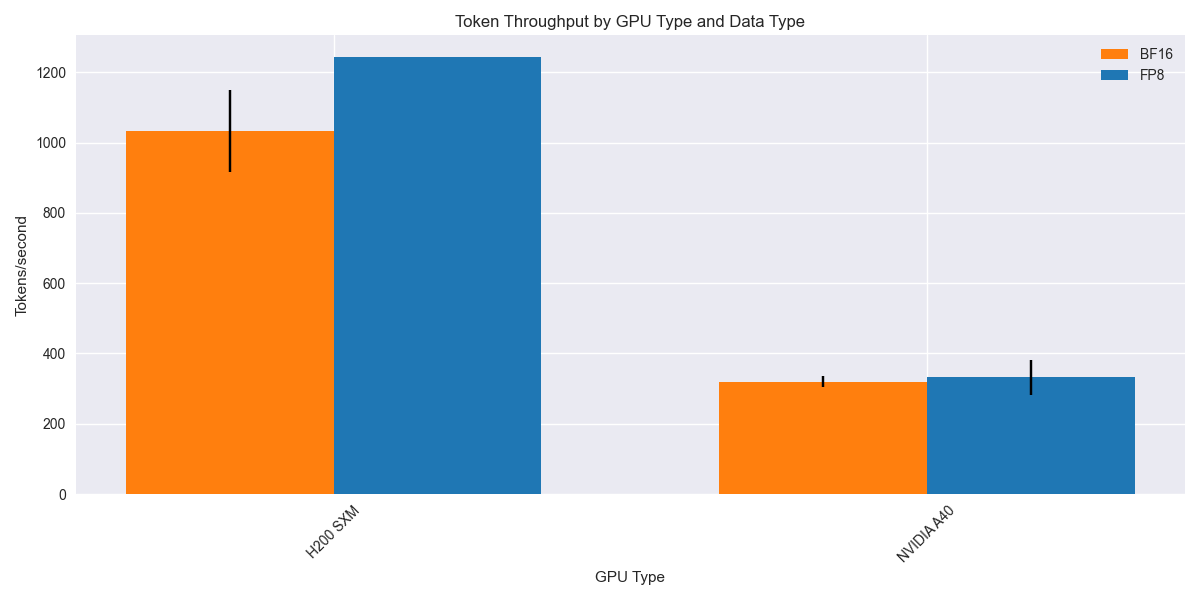 Token Throughput by GPU Type and Data Type
BF16
FP8
Tokens/second
1200
1000
800
600
400
200
0
H200 SXM
NVIDIA A40
GPU Type